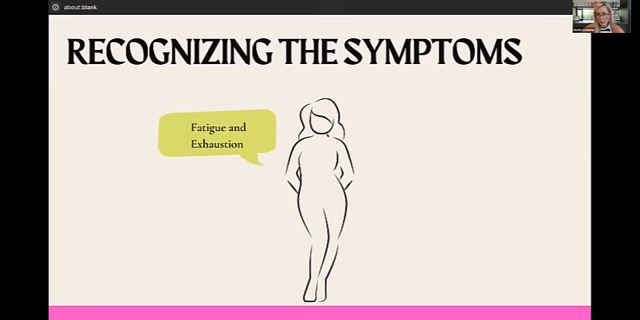 about:blank
RECOGNIZING THE SYMPTOMS
Fatigue and
Exhaustion